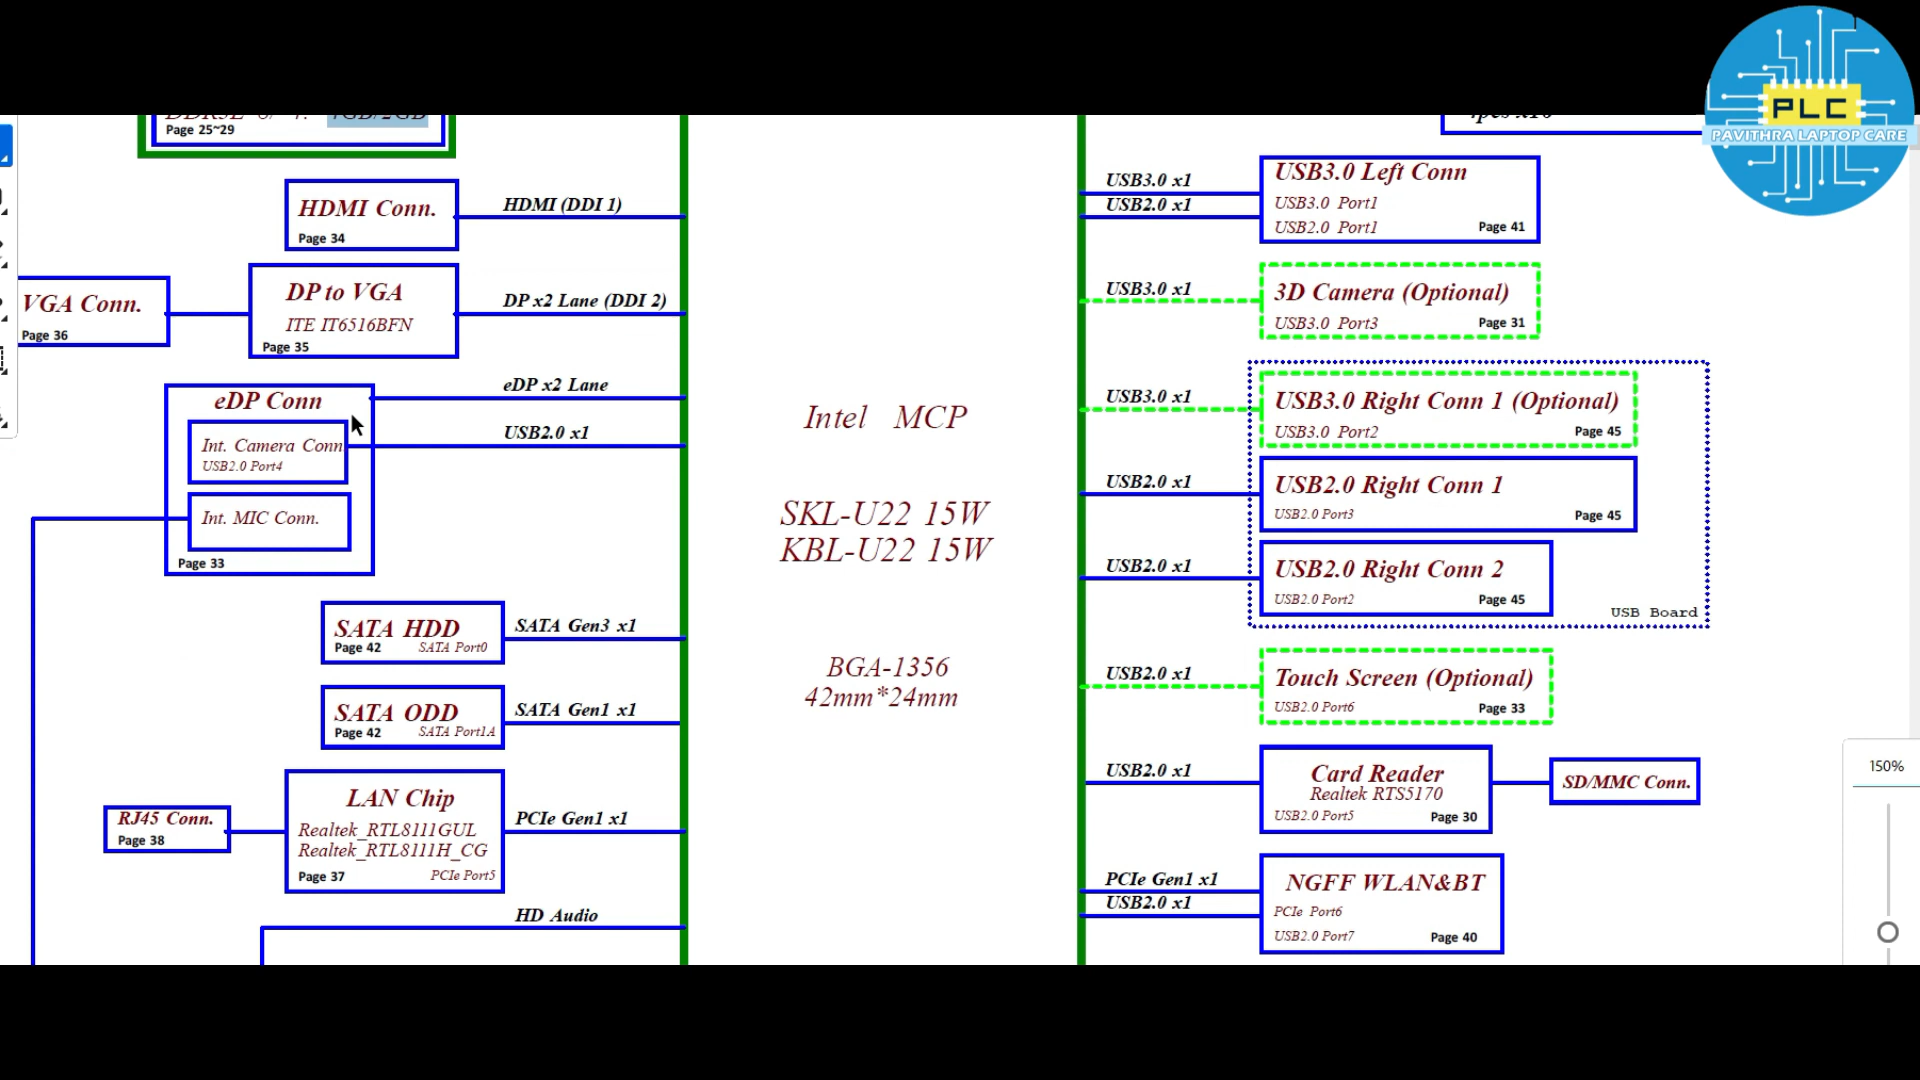 PLC
PAVITHRA LAPTOP CARE
Page 25~29
HDMI Conn.
Page 34
HDMI (DDI 1)
VGA Conn.
Page 36
DP to VGA
ITE IT6516BFN
Page 35
DP x2 Lane (DDI 2)
eDP Conn
eDP x2 Lane
Int. Camera Conn
USB2.0 Port4
USB2.0 x1
Int. MIC Conn.
Page 33
SATA HDD
Page 42 SATA Port0
SATA Gen3 x1
SATA ODD
Page 42 SATA Port1A
SATA Gen1 x1
RJ45 Conn.
Page 38
LAN Chip
Realtek_RTL8111GUL
Realtek_RTL8111H_CG
Page 37 PCIe Port5
PCIe Gen1 x1
HD Audio
Intel MCP
SKL-U22 15W
KBL-U22 15W
BGA-1356
42mm*24mm
USB3.0 x1
USB2.0 x1
USB3.0 Left Conn
USB3.0 Port1
USB2.0 Port1 Page 41
USB3.0 x1
3D Camera (Optional)
USB3.0 Port3 Page 31
USB3.0 x1
USB3.0 Right Conn 1 (Optional)
USB3.0 Port2 Page 45
USB2.0 x1
USB2.0 Right Conn 1
USB2.0 Port3 Page 45
USB2.0 x1
USB2.0 Right Conn 2
USB2.0 Port2 Page 45
USB Board
USB2.0 x1
Touch Screen (Optional)
USB2.0 Port6 Page 33
USB2.0 x1
Card Reader
Realtek RTS5170
USB2.0 Port5 Page 30
SD/MMC Conn.
PCIe Gen1 x1
USB2.0 x1
NGFF WLAN&BT
PCIe Port6
USB2.0 Port7 Page 40
150%